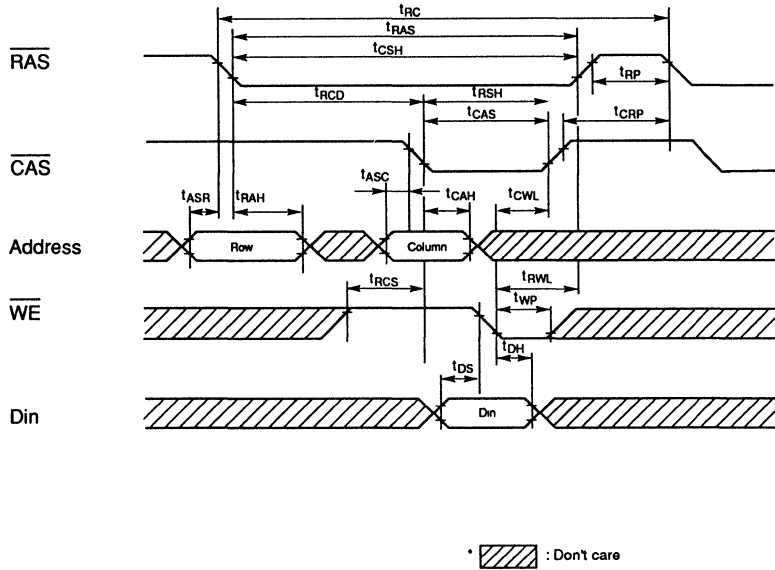 tRC
tRAS
RAS
tCSH
tRP
tRCD
tRSH
tCAS
tCRP
CAS
tASC
tASR
tRAH
tCAH
tCWL
Address
Row
Column
tRCS
tRWL
WE
tWP
tDH
tDS
Din
Din
* : Don't care